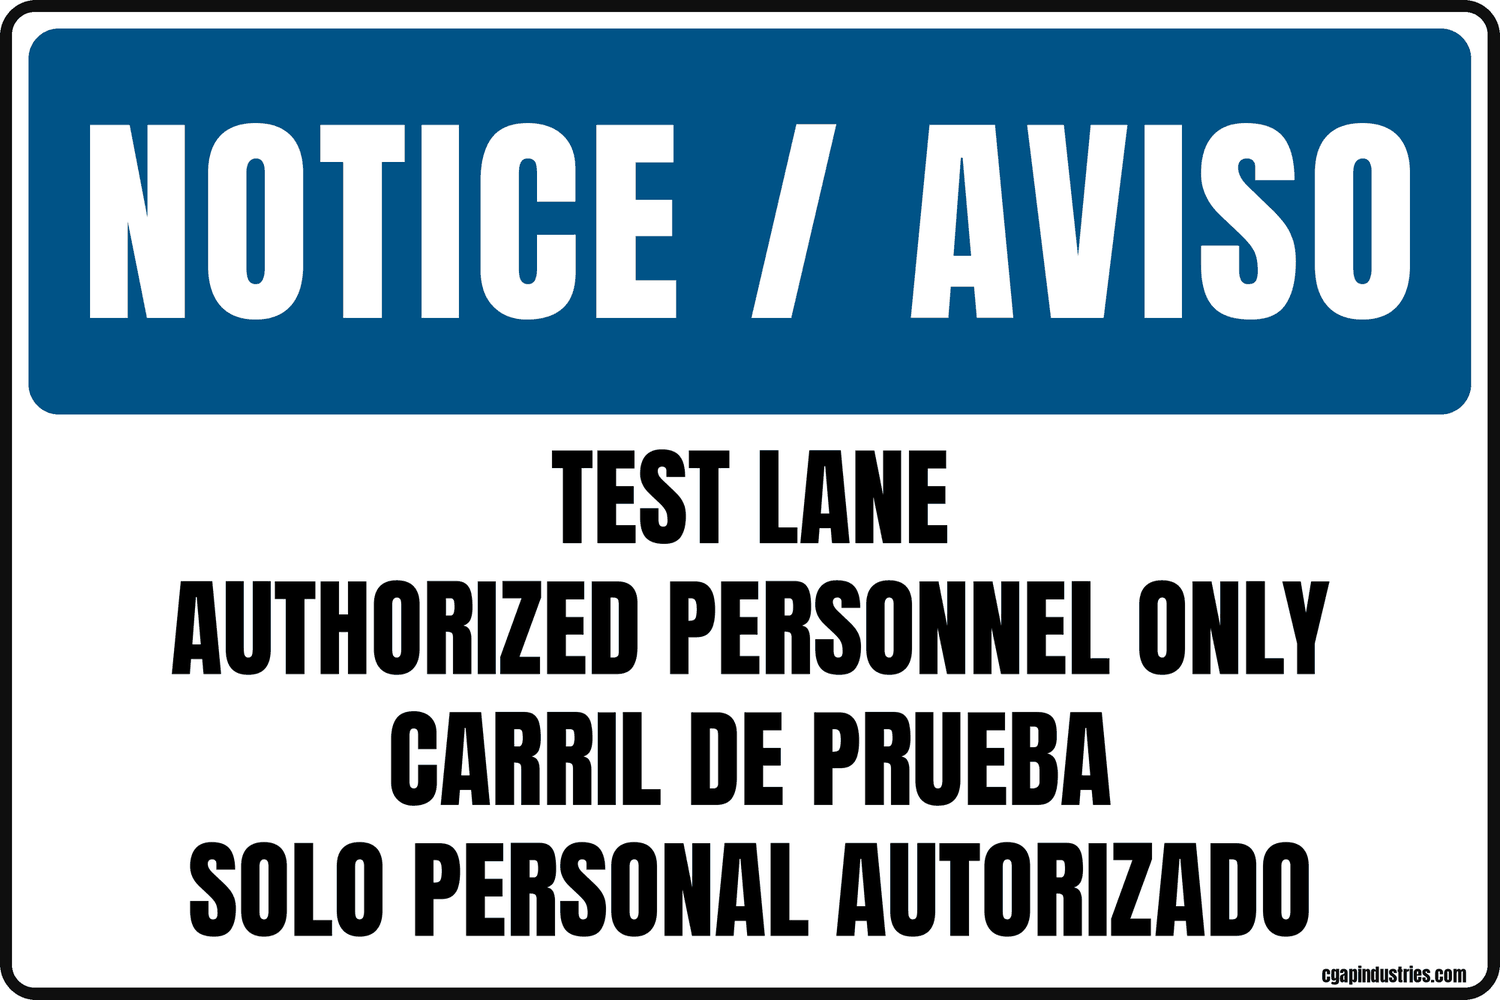 NOTICE / AVISO
TEST LANE
AUTHORIZED PERSONNEL ONLY
CARRIL DE PRUEBA
SOLO PERSONAL AUTORIZADO
cgapindustries.com